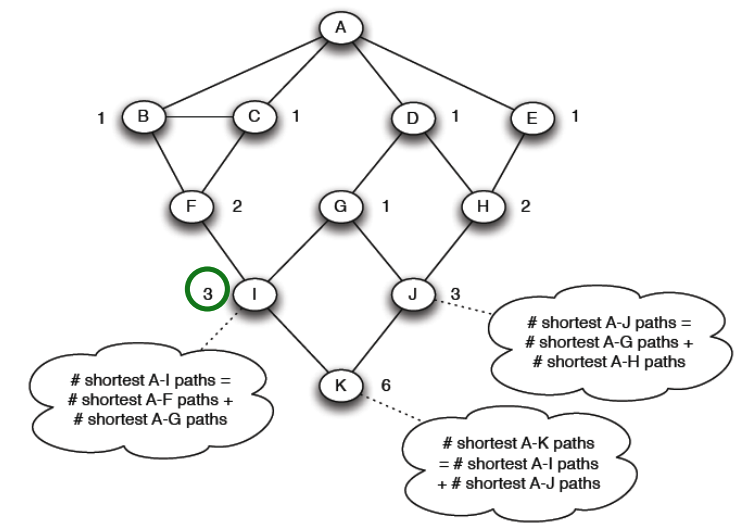 A
1 B C 1 D 1 E 1
F 2 G 1 H 2
3 I J 3
# shortest A-J paths =
# shortest A-G paths +
# shortest A-H paths
# shortest A-I paths =
# shortest A-F paths +
# shortest A-G paths
K 6
# shortest A-K paths
= # shortest A-I paths
+ # shortest A-J paths